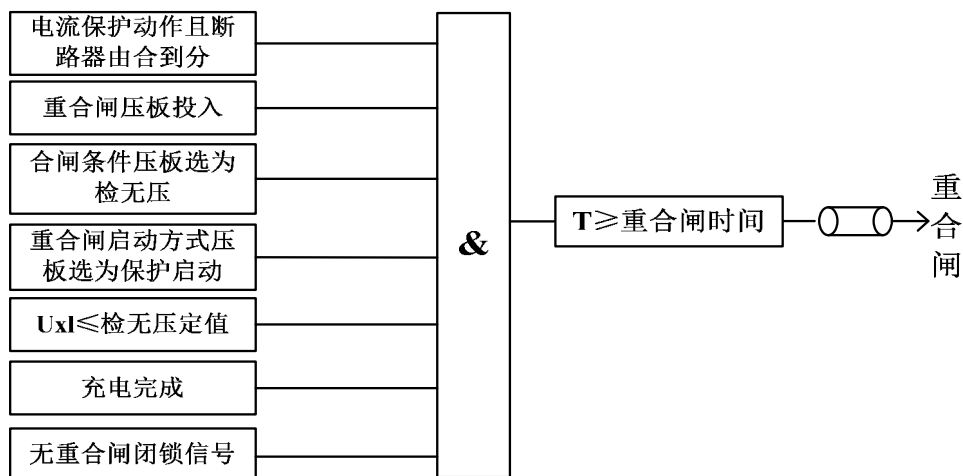 电流保护动作且断
路器由合到分
重合闸压板投入
合闸条件压板选为
检无压
重合闸启动方式压
板选为保护启动
Uxl≤检无压定值
充电完成
无重合闸闭锁信号
&
T≥重合闸时间
重
合
闸